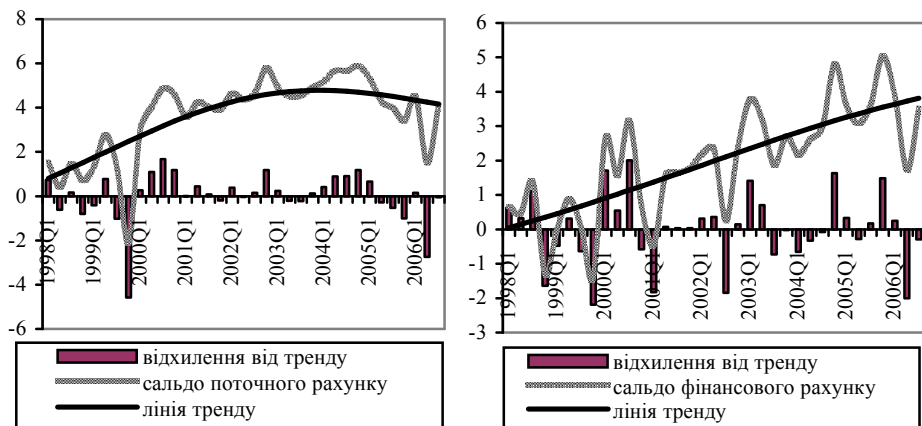 8
6
4
2
0
-2
-4
-6
1998Q1
1999Q1
2000Q1
2001Q1
2002Q1
2003Q1
2004Q1
2005Q1
2006Q1
відхилення від тренду
сальдо поточного рахунку
лінія тренду
6
5
4
3
2
1
0
-1
-2
-3
1998Q1
1999Q1
2000Q1
2001Q1
2002Q1
2003Q1
2004Q1
2005Q1
2006Q1
відхилення від тренду
сальдо фінансового рахунку
лінія тренду